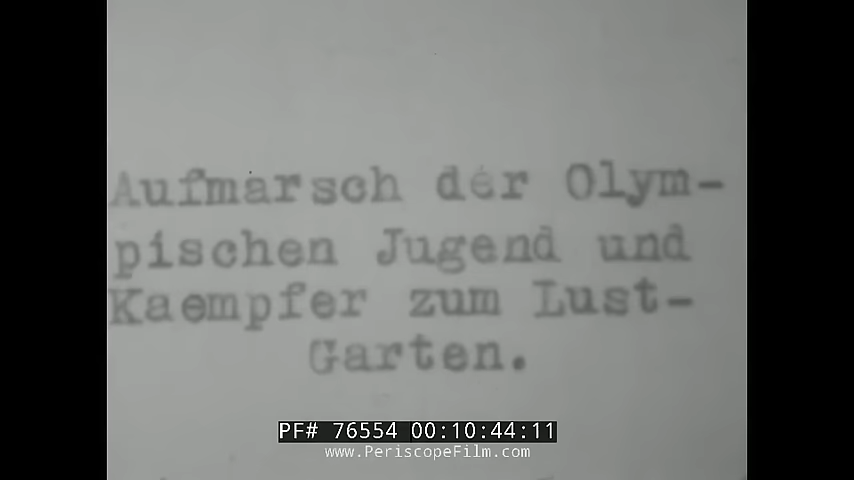 Aufmarsch der Olym-
pischen Jugend und
Kaempfer zum Lust-
Garten.
PF# 76554 00:10:44:11
www.PeriscopeFilm.com